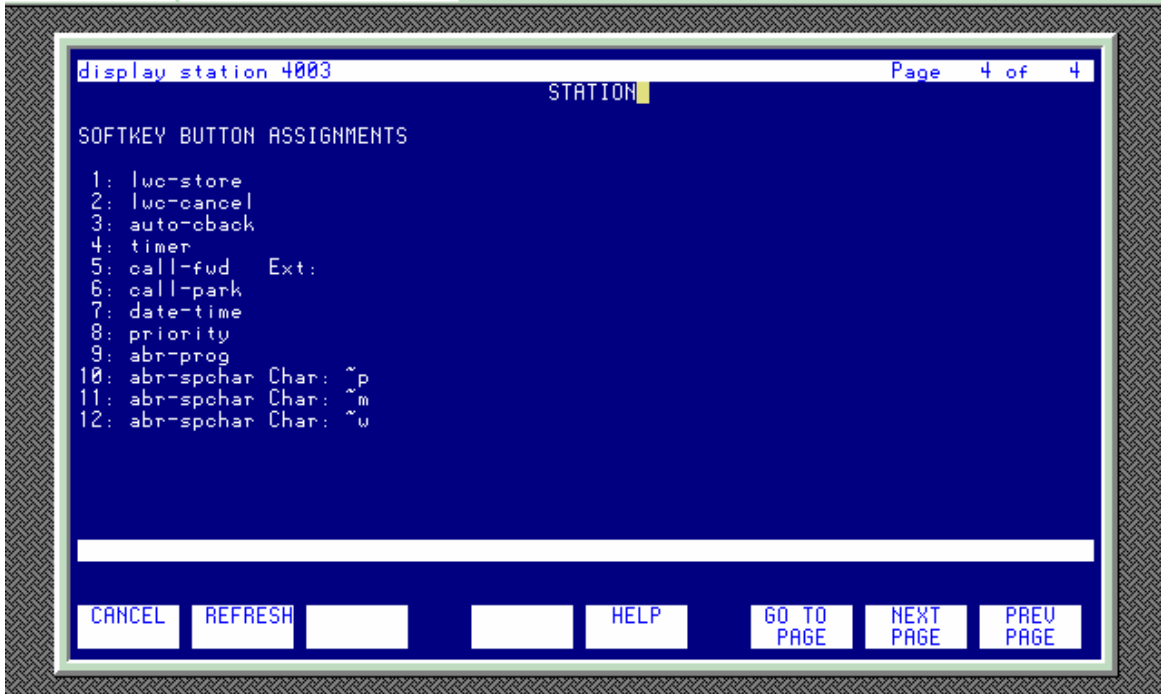 display station 4003 Page 4 of 4
STATION
SOFTKEY BUTTON ASSIGNMENTS
1: lwc-store
2: lwc-cancel
3: auto-cback
4: timer
5: call-fwd Ext:
6: call-park
7: date-time
8: priority
9: abr-prog
10: abr-spchar Char: ~p
11: abr-spchar Char: ~m
12: abr-spchar Char: ~w
CANCEL REFRESH HELP GO TO PAGE NEXT PAGE PREV PAGE